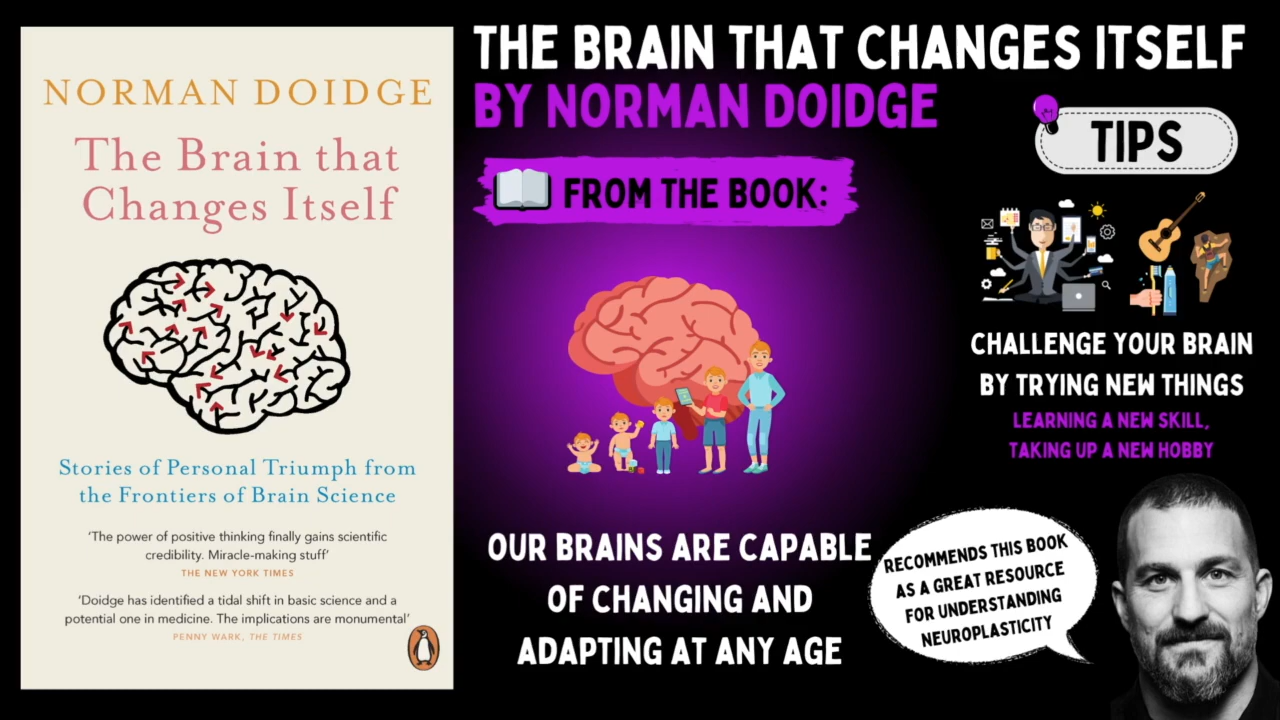 NORMAN DOIDGE
The Brain that
Changes Itself
Stories of Personal Triumph from
the Frontiers of Brain Science
‘The power of positive thinking finally gains scientific
credibility. Miracle-making stuff’
THE NEW YORK TIMES
‘Doidge has identified a tidal shift in basic science and a
potential one in medicine. The implications are monumental’
PENNY WARK, THE TIMES
THE BRAIN THAT CHANGES ITSELF
BY NORMAN DOIDGE
FROM THE BOOK:
OUR BRAINS ARE CAPABLE
OF CHANGING AND
ADAPTING AT ANY AGE
TIPS
CHALLENGE YOUR BRAIN
BY TRYING NEW THINGS
LEARNING A NEW SKILL,
TAKING UP A NEW HOBBY
RECOMMENDS THIS BOOK
AS A GREAT RESOURCE
FOR UNDERSTANDING
NEUROPLASTICITY